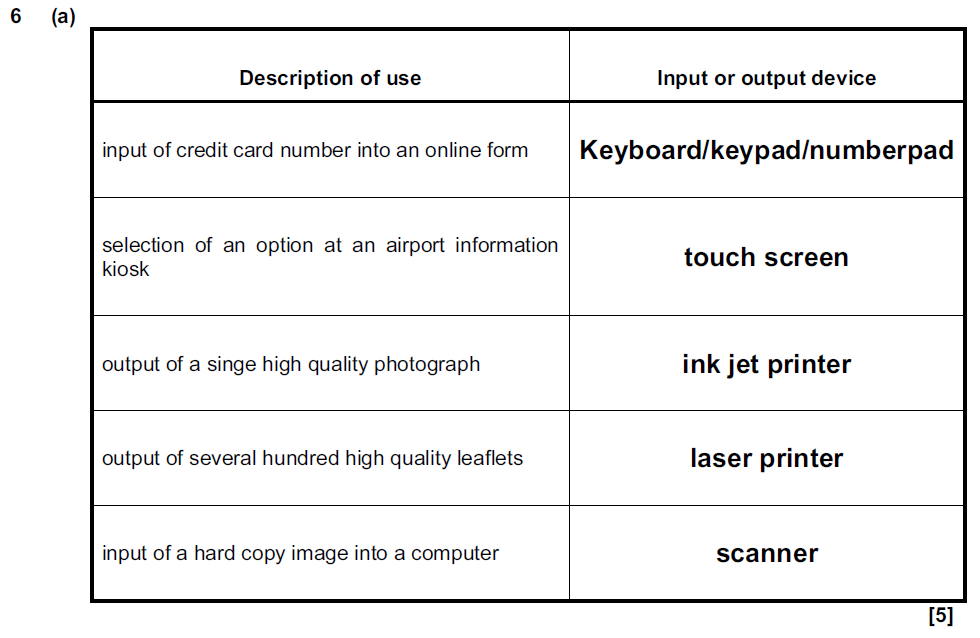 6 (a)
Description of use
Input or output device
input of credit card number into an online form
Keyboard/keypad/numberpad
selection of an option at an airport information
kiosk
touch screen
output of a singe high quality photograph
ink jet printer
output of several hundred high quality leaflets
laser printer
input of a hard copy image into a computer
scanner
[5]